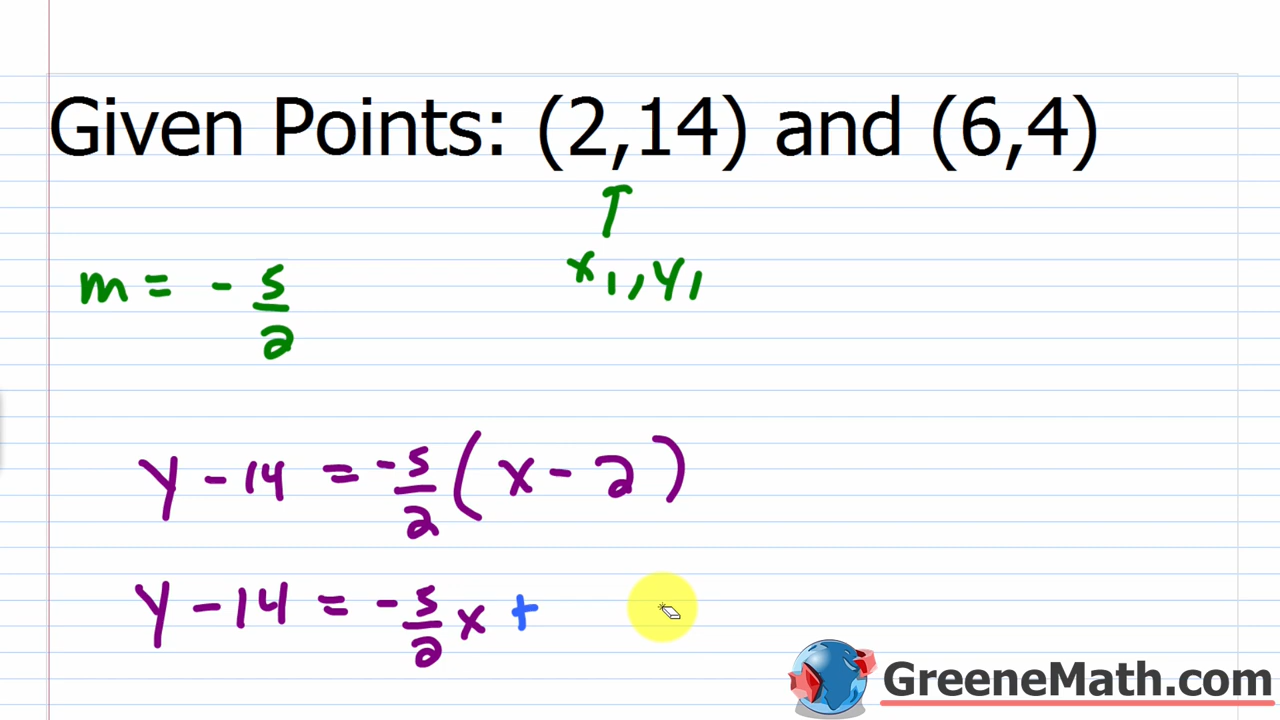 Given Points: (2,14) and (6,4)
x₁,y₁
m = - 5/2
y - 14 = -5/2 (x - 2)
y - 14 = -5/2 x +
GreeneMath.com